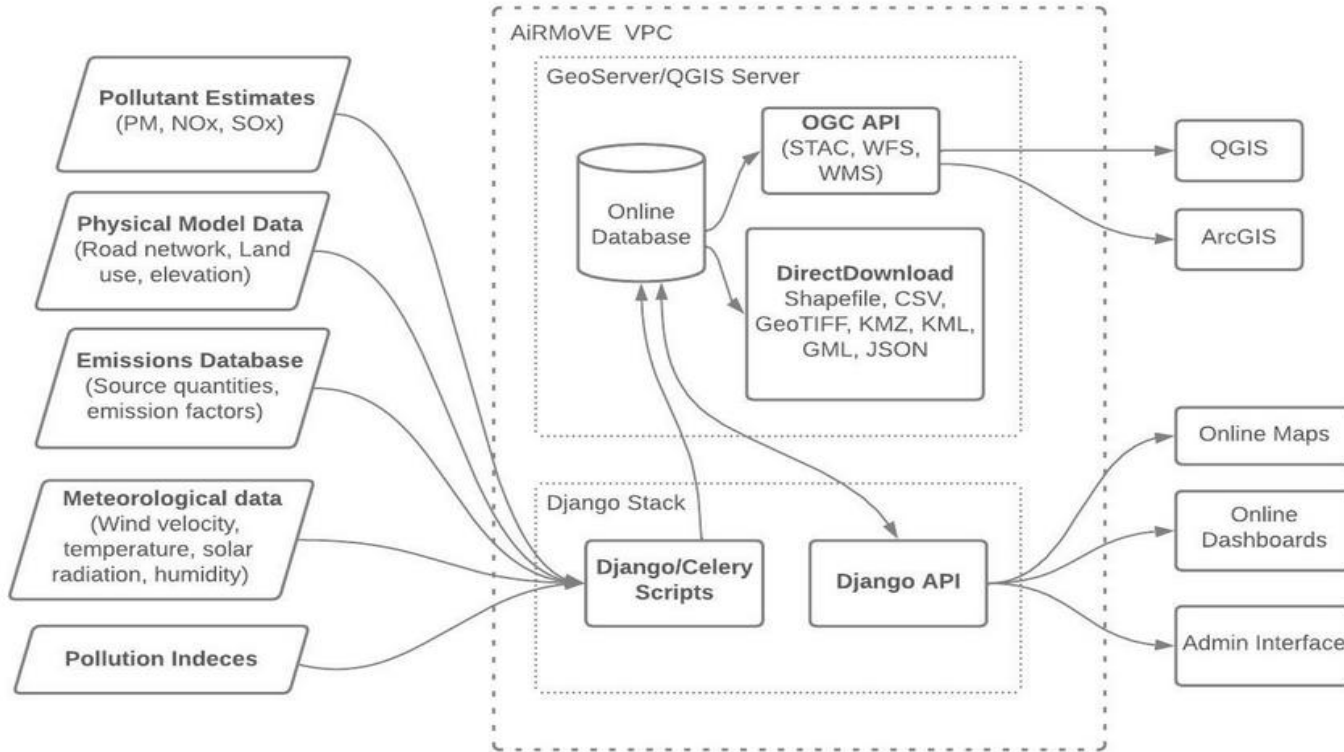 AiRMoVE VPC
GeoServer/QGIS Server
Pollutant Estimates
(PM, NOx, SOx)
Physical Model Data
(Road network, Land
use, elevation)
Emissions Database
(Source quantities,
emission factors)
Meteorological data
(Wind velocity,
temperature, solar
radiation, humidity)
Pollution Indeces
Online
Database
OGC API
(STAC, WFS,
WMS)
DirectDownload
Shapefile, CSV,
GeoTIFF, KMZ, KML,
GML, JSON
Django Stack
Django/Celery
Scripts
Django API
QGIS
ArcGIS
Online Maps
Online
Dashboards
Admin Interface